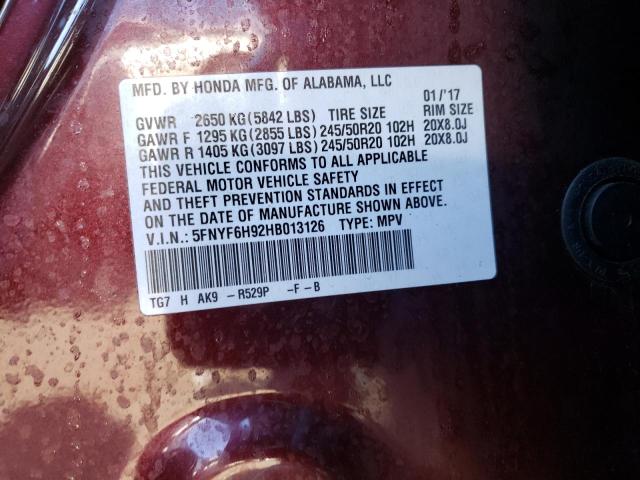 MFD. BY HONDA MFG. OF ALABAMA, LLC 01/'17
GVWR 2650 KG(5842 LBS) TIRE SIZE RIM SIZE
GAWR F 1295 KG(2855 LBS)245/50R20 102H 20X8.0J
GAWR R 1405 KG(3097 LBS)245/50R20 102H 20X8.0J
THIS VEHICLE CONFORMS TO ALL APPLICABLE
FEDERAL MOTOR VEHICLE SAFETY
AND THEFT PREVENTION STANDARDS IN EFFECT
ON THE DATE OF MANUFACTURE SHOWN ABOVE.
V.I.N.: 5FNYF6H92HB013126 TYPE: MPV
TG7 H AK9 -R529P -F-B